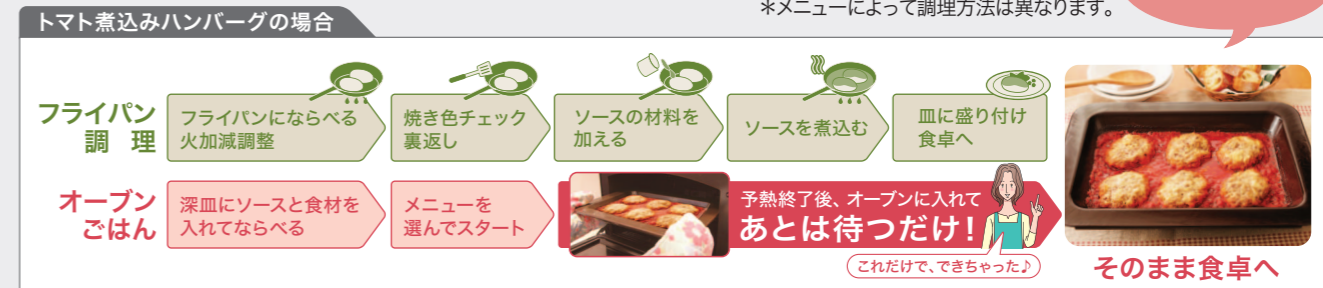 ＊メニューによって調理方法は異なります。
トマト煮込みハンバーグの場合
フライパン
調　理
フライパンにならべる
火加減調整
焼き色チェック
裏返し
ソースの材料を
加える
ソースを煮込む
皿に盛り付け
食卓へ
オーブン
ごはん
深皿にソースと食材を
入れてならべる
メニューを
選んでスタート
予熱終了後、オーブンに入れて
あとは待つだけ！
これだけで、できちゃった♪
そのまま食卓へ